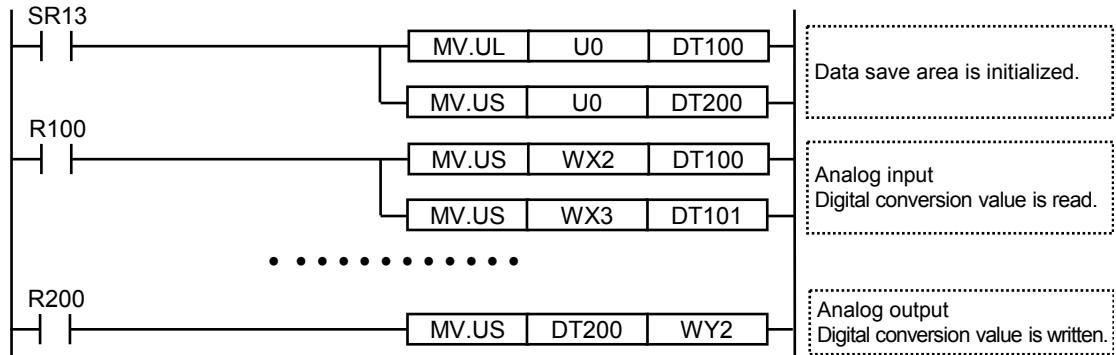 SR13
MV.UL U0 DT100
Data save area is initialized.
MV.US U0 DT200
R100
MV.US WX2 DT100
Analog input
Digital conversion value is read.
MV.US WX3 DT101
R200
MV.US DT200 WY2
Analog output
Digital conversion value is written.